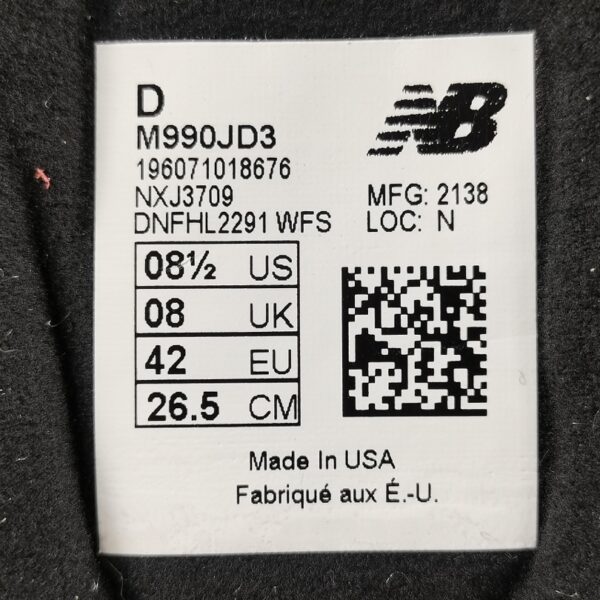 D
NB
M990JD3
196071018676
NXJ3709
MFG: 2138
DNFHL2291 WFS
LOC: N
08½ US
08 UK
42 EU
26.5 CM
Made In USA
Fabriqué aux É.-U.